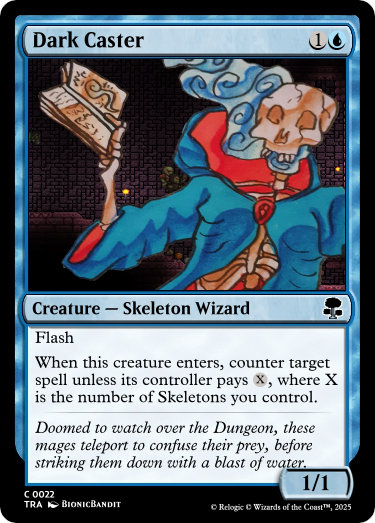 Dark Caster 1
Creature — Skeleton Wizard
Flash
When this creature enters, counter target
spell unless its controller pays X, where X
is the number of Skeletons you control.
Doomed to watch over the Dungeon, these
mages teleport to confuse their prey, before
striking them down with a blast of water.
1/1
C 0022
TRA BionicBandit
© Relogic © Wizards of the Coast™, 2025